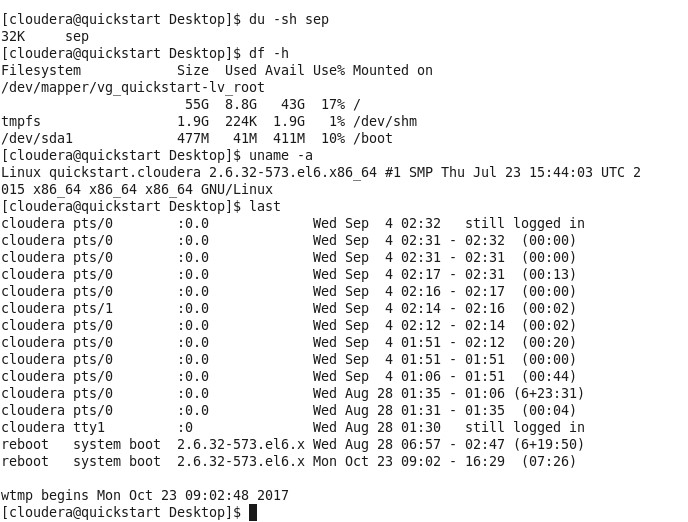 [cloudera@quickstart Desktop]$ du -sh sep
32K     sep
[cloudera@quickstart Desktop]$ df -h
Filesystem            Size  Used Avail Use% Mounted on
/dev/mapper/vg_quickstart-lv_root
                       55G  8.8G   43G  17% /
tmpfs                 1.9G  224K  1.9G   1% /dev/shm
/dev/sda1             477M   41M  411M  10% /boot
[cloudera@quickstart Desktop]$ uname -a
Linux quickstart.cloudera 2.6.32-573.el6.x86_64 #1 SMP Thu Jul 23 15:44:03 UTC 2
015 x86_64 x86_64 x86_64 GNU/Linux
[cloudera@quickstart Desktop]$ last
cloudera pts/0        :0.0             Wed Sep  4 02:32   still logged in
cloudera pts/0        :0.0             Wed Sep  4 02:31 - 02:32  (00:00)
cloudera pts/0        :0.0             Wed Sep  4 02:31 - 02:31  (00:00)
cloudera pts/0        :0.0             Wed Sep  4 02:17 - 02:31  (00:13)
cloudera pts/0        :0.0             Wed Sep  4 02:16 - 02:17  (00:00)
cloudera pts/1        :0.0             Wed Sep  4 02:14 - 02:16  (00:02)
cloudera pts/0        :0.0             Wed Sep  4 02:12 - 02:14  (00:02)
cloudera pts/0        :0.0             Wed Sep  4 01:51 - 02:12  (00:20)
cloudera pts/0        :0.0             Wed Sep  4 01:51 - 01:51  (00:00)
cloudera pts/0        :0.0             Wed Sep  4 01:06 - 01:51  (00:44)
cloudera pts/0        :0.0             Wed Aug 28 01:35 - 01:06 (6+23:31)
cloudera pts/0        :0.0             Wed Aug 28 01:31 - 01:35  (00:04)
cloudera tty1         :0               Wed Aug 28 01:30   still logged in
reboot   system boot  2.6.32-573.el6.x Wed Aug 28 06:57 - 02:47 (6+19:50)
reboot   system boot  2.6.32-573.el6.x Mon Oct 23 09:02 - 16:29  (07:26)

wtmp begins Mon Oct 23 09:02:48 2017
[cloudera@quickstart Desktop]$